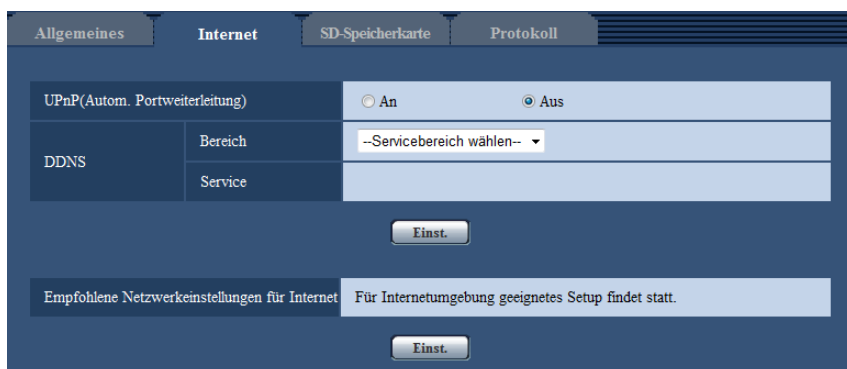 Allgemeines Internet SD-Speicherkarte Protokoll
UPnP(Autom. Portweiterleitung) An Aus
DDNS
Bereich --Servicebereich wählen--
Service
Einst.
Empfohlene Netzwerkeinstellungen für Internet Für Internetumgebung geeignetes Setup findet statt.
Einst.